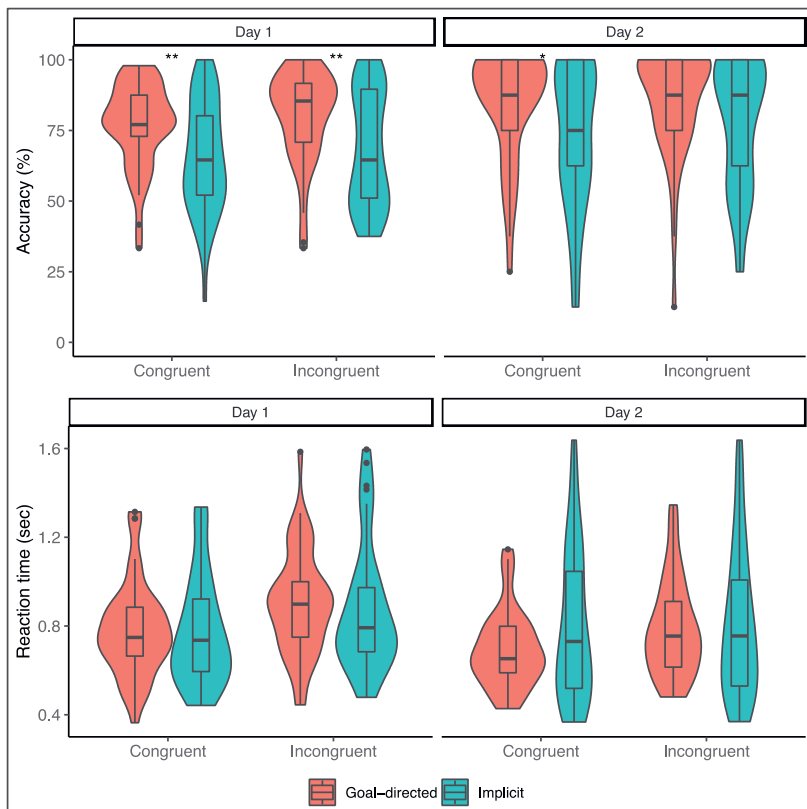 Day 1
Day 2
** ** *
Accuracy (%)
100
75
50
25
0
Congruent Incongruent Congruent Incongruent
Day 1
Day 2
Reaction time (sec)
1.6
1.2
0.8
0.4
Congruent Incongruent Congruent Incongruent
Goal–directed Implicit